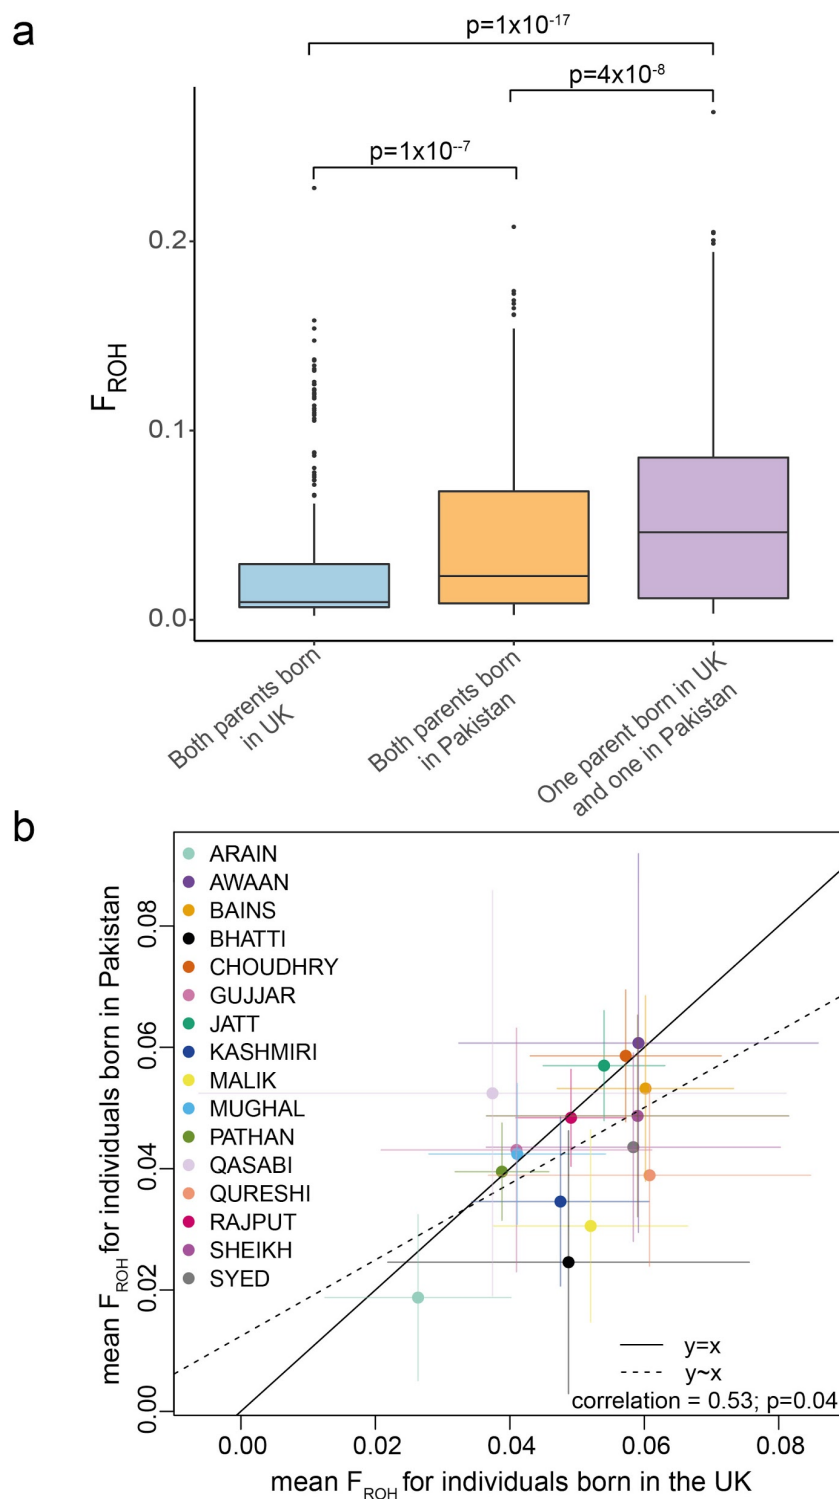 a
p=1x10-17
p=4x10-8
p=1x10--7
0.2
0.1
0.0
FROH
Both parents born
in UK
Both parents born
in Pakistan
One parent born in UK
and one in Pakistan
b
ARAIN
AWAAN
BAINS
BHATTI
CHOUDHRY
GUJJAR
JATT
KASHMIRI
MALIK
MUGHAL
PATHAN
QASABI
QURESHI
RAJPUT
SHEIKH
SYED
y=x
y~x
correlation = 0.53; p=0.04
0.08
0.06
0.04
0.02
0.00
mean FROH for individuals born in Pakistan
0.00 0.02 0.04 0.06 0.08
mean FROH for individuals born in the UK